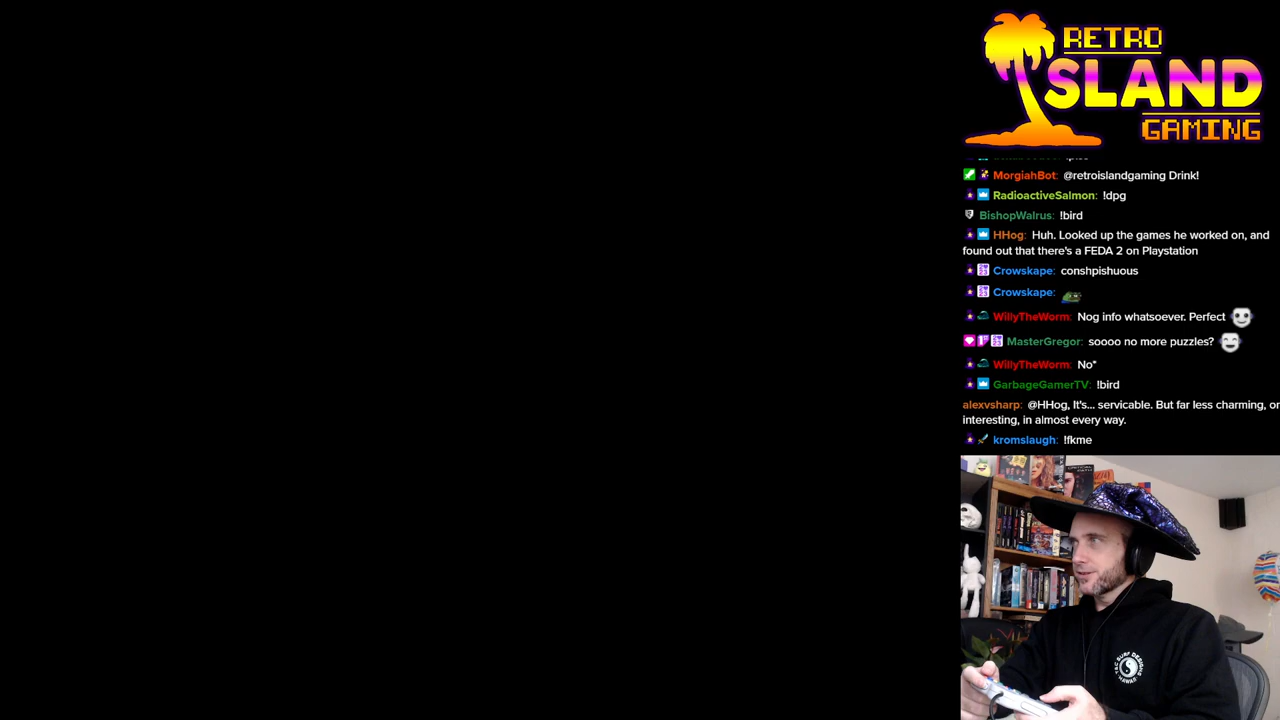 RETRO
ISLAND
GAMING
MorgiahBot: @retroislandgaming Drink!
RadioactiveSalmon: !dpg
BishopWalrus: !bird
HHog: Huh. Looked up the games he worked on, and
found out that there's a FEDA 2 on Playstation
Crowskape: conshpishuous
Crowskape:
WillyTheWorm: Nog info whatsoever. Perfect
MasterGregor: soooo no more puzzles?
WillyTheWorm: No*
GarbageGamerTV: !bird
alexvsharp: @HHog, It's... servicable. But far less charming, or
interesting, in almost every way.
kromslaugh: !fkme